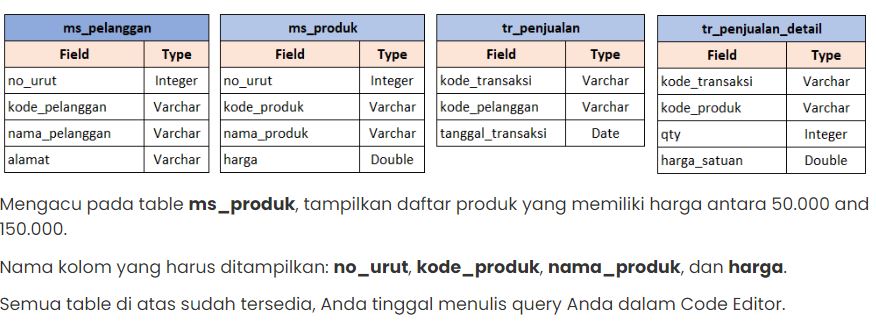 ms_pelanggan
Field Type
no_urut Integer
kode_pelanggan Varchar
nama_pelanggan Varchar
alamat Varchar
ms_produk
Field Type
no_urut Integer
kode_produk Varchar
nama_produk Varchar
harga Double
tr_penjualan
Field Type
kode_transaksi Varchar
kode_pelanggan Varchar
tanggal_transaksi Date
tr_penjualan_detail
Field Type
kode_transaksi Varchar
kode_produk Varchar
qty Integer
harga_satuan Double
Mengacu pada table ms_produk, tampilkan daftar produk yang memiliki harga antara 50.000 and
150.000.
Nama kolom yang harus ditampilkan: no_urut, kode_produk, nama_produk, dan harga.
Semua table di atas sudah tersedia, Anda tinggal menulis query Anda dalam Code Editor.